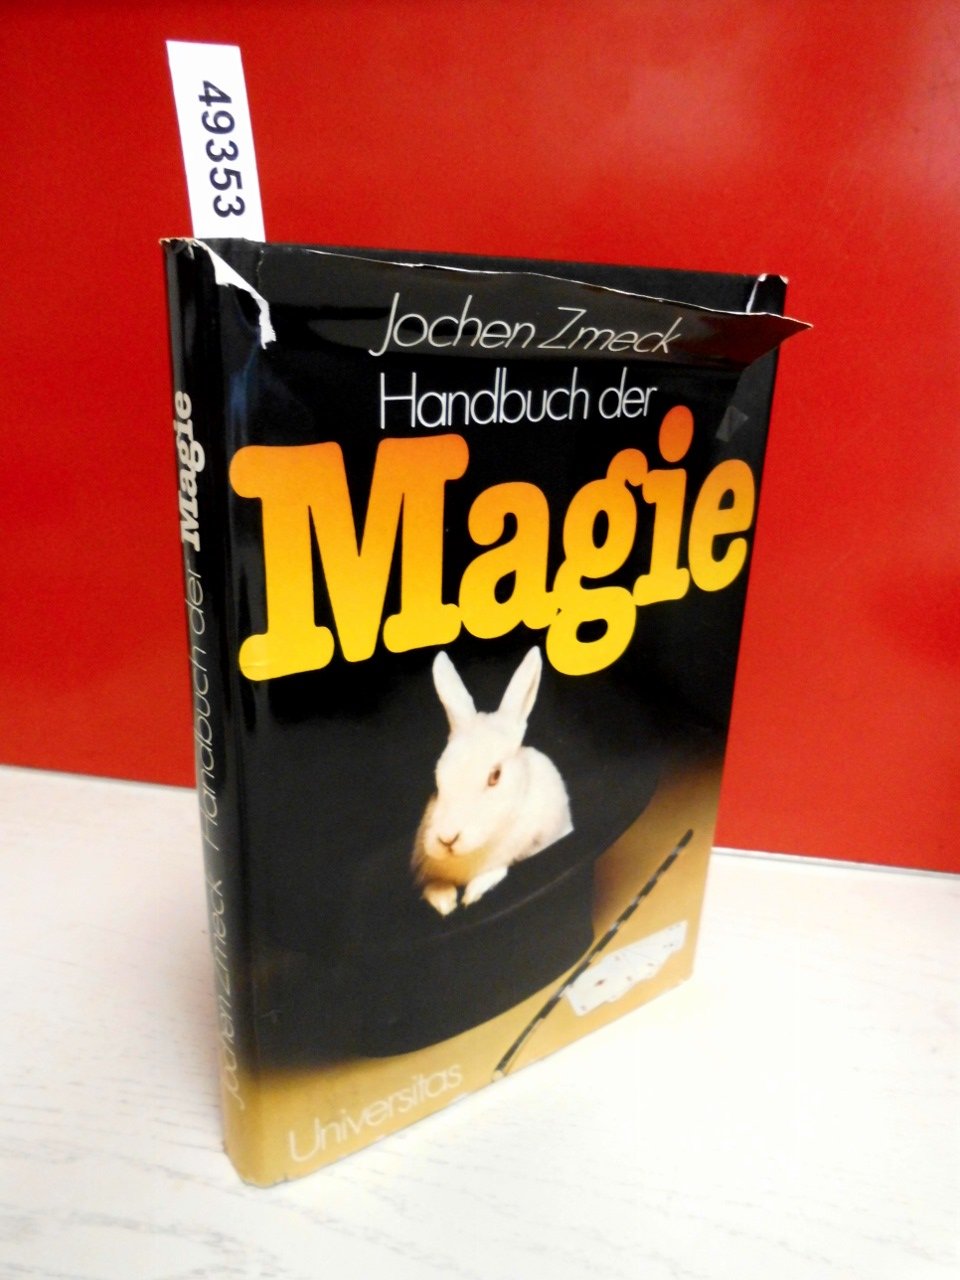 49353
Jochen Zmeck
Handbuch der
Magie
Universitas
Jochen Zmeck Handbuch der Magie